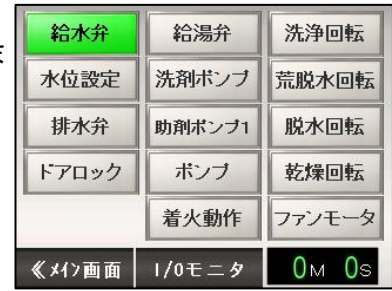 給水弁 給湯弁 洗浄回転
水位設定 洗剤ポンプ 荒脱水回転
排水弁 助剤ポンプ1 脱水回転
ドアロック ポンプ 乾燥回転
着火動作 ファンモータ
≪メイン画面 I/Oモニタ 0M 0S